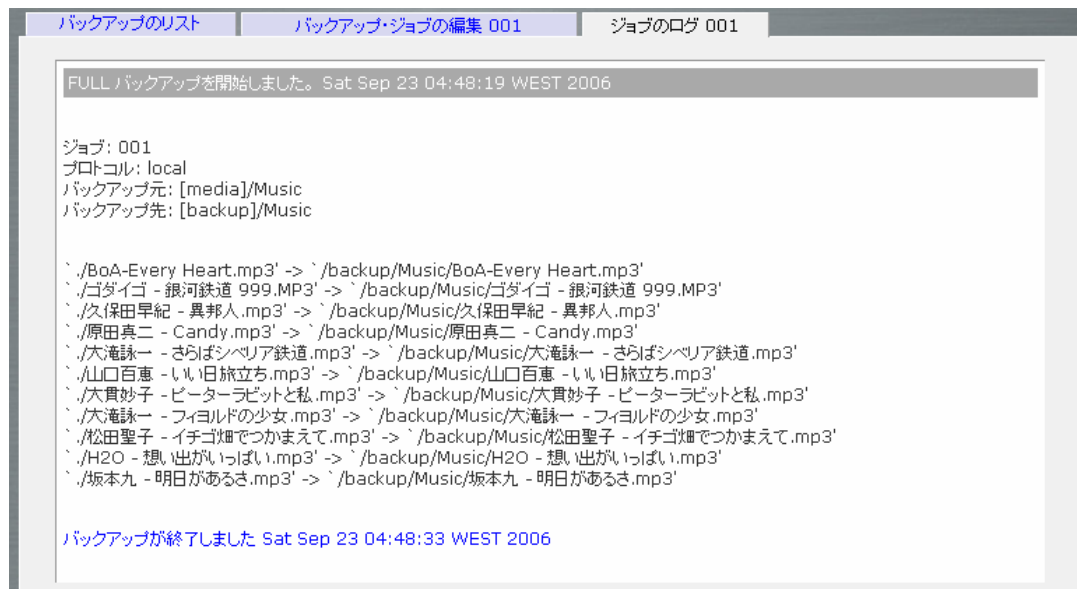 バックアップのリスト
バックアップ・ジョブの編集 001
ジョブのログ 001
FULL バックアップを開始しました。Sat Sep 23 04:48:19 WEST 2006
ジョブ: 001
プロトコル: local
バックアップ元: [media]/Music
バックアップ先: [backup]/Music
`./BoA-Every Heart.mp3' -> `/backup/Music/BoA-Every Heart.mp3'
`./ゴダイゴ - 銀河鉄道 999.MP3' -> `/backup/Music/ゴダイゴ - 銀河鉄道 999.MP3'
`./久保田早紀 - 異邦人.mp3' -> `/backup/Music/久保田早紀 - 異邦人.mp3'
`./原田真二 - Candy.mp3' -> `/backup/Music/原田真二 - Candy.mp3'
`./大滝詠一 - さらばシベリア鉄道.mp3' -> `/backup/Music/大滝詠一 - さらばシベリア鉄道.mp3'
`./山口百恵 - いい日旅立ち.mp3' -> `/backup/Music/山口百恵 - いい日旅立ち.mp3'
`./大貫妙子 - ピーターラビットと私.mp3' -> `/backup/Music/大貫妙子 - ピーターラビットと私.mp3'
`./大滝詠一 - フィヨルドの少女.mp3' -> `/backup/Music/大滝詠一 - フィヨルドの少女.mp3'
`./松田聖子 - イチゴ畑でつかまえて.mp3' -> `/backup/Music/松田聖子 - イチゴ畑でつかまえて.mp3'
`./H2O - 想い出がいっぱい.mp3' -> `/backup/Music/H2O - 想い出がいっぱい.mp3'
`./坂本九 - 明日があるさ.mp3' -> `/backup/Music/坂本九 - 明日があるさ.mp3'
バックアップが終了しました Sat Sep 23 04:48:33 WEST 2006